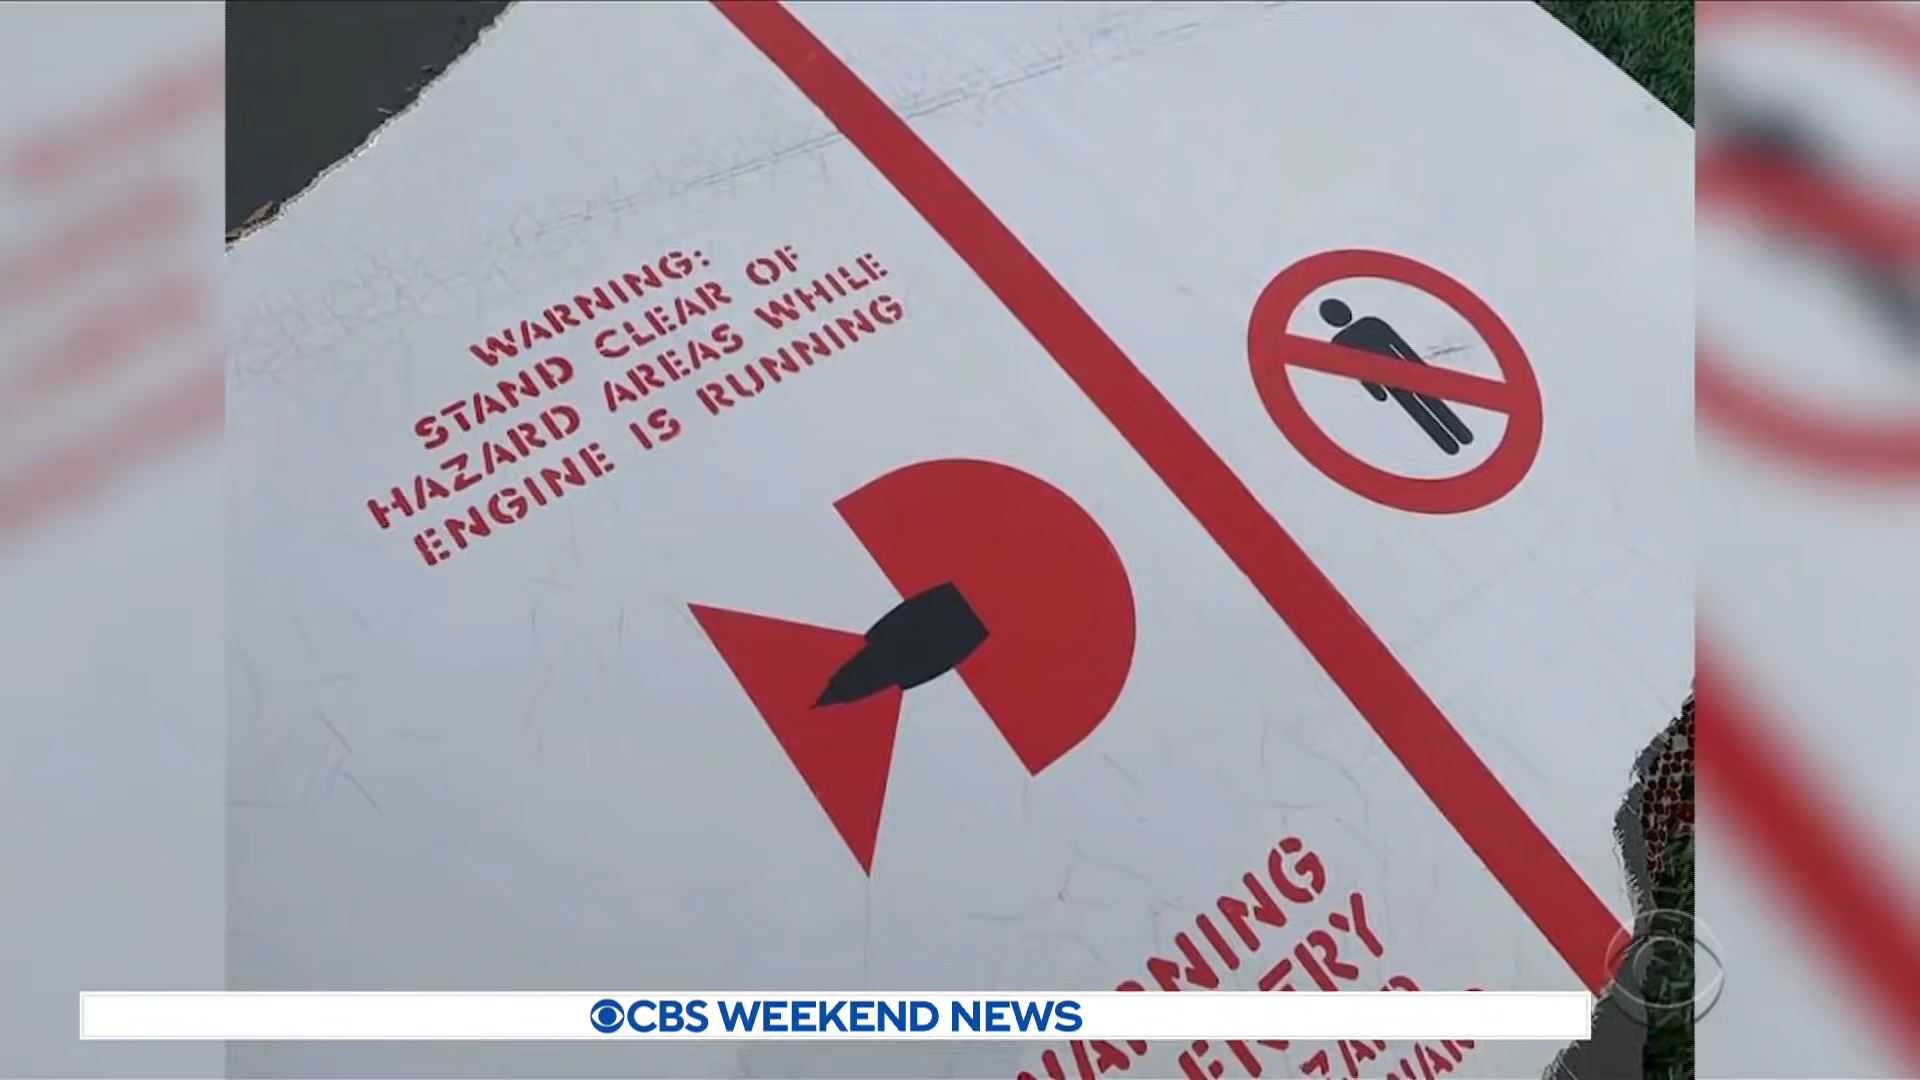 WARNING:
STAND CLEAR OF
HAZARD AREAS WHILE
ENGINE IS RUNNING
CBS WEEKEND NEWS